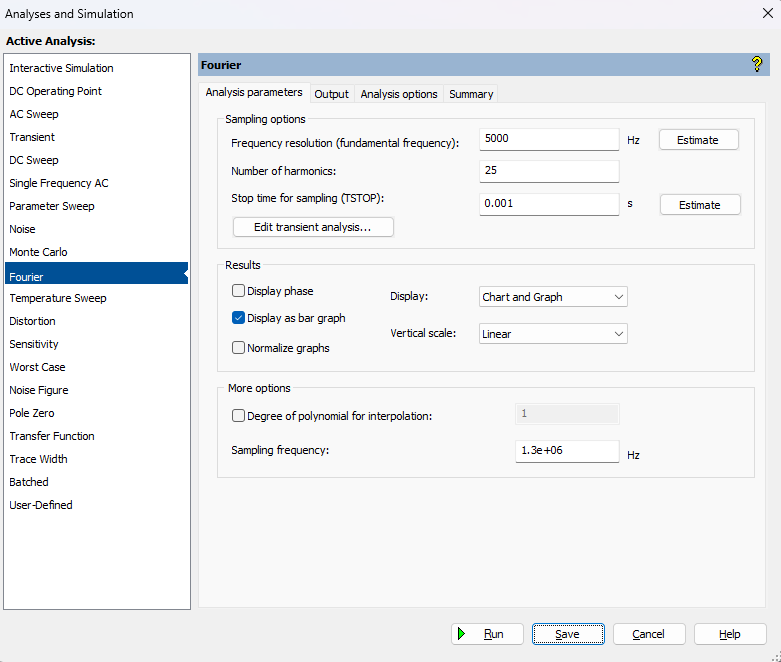 Analyses and Simulation
Active Analysis:
Interactive Simulation
DC Operating Point
AC Sweep
Transient
DC Sweep
Single Frequency AC
Parameter Sweep
Noise
Monte Carlo
Fourier
Temperature Sweep
Distortion
Sensitivity
Worst Case
Noise Figure
Pole Zero
Transfer Function
Trace Width
Batched
User-Defined
Fourier
?
Analysis parameters Output Analysis options Summary
Sampling options
Frequency resolution (fundamental frequency): 5000 Hz Estimate
Number of harmonics: 25
Stop time for sampling (TSTOP): 0.001 s Estimate
Edit transient analysis...
Results
Display phase
Display: Chart and Graph
Display as bar graph
Vertical scale: Linear
Normalize graphs
More options
Degree of polynomial for interpolation: 1
Sampling frequency: 1.3e+06 Hz
Run Save Cancel Help